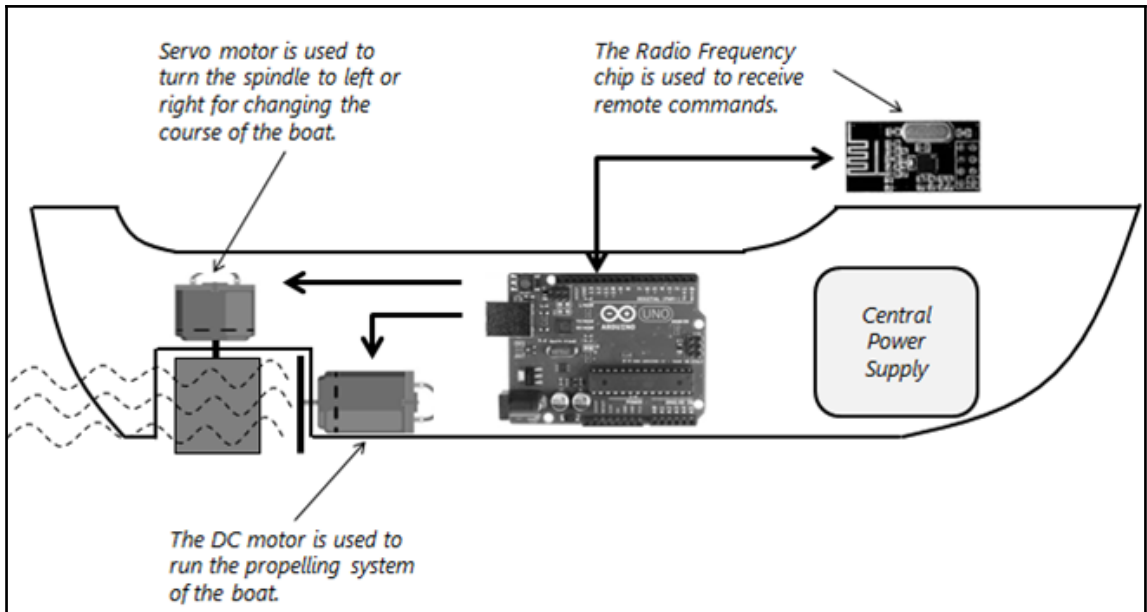 Servo motor is used to
turn the spindle to left or
right for changing the
course of the boat.
The Radio Frequency
chip is used to receive
remote commands.
UNO
ARDUINO
Central
Power
Supply
The DC motor is used to
run the propelling system
of the boat.